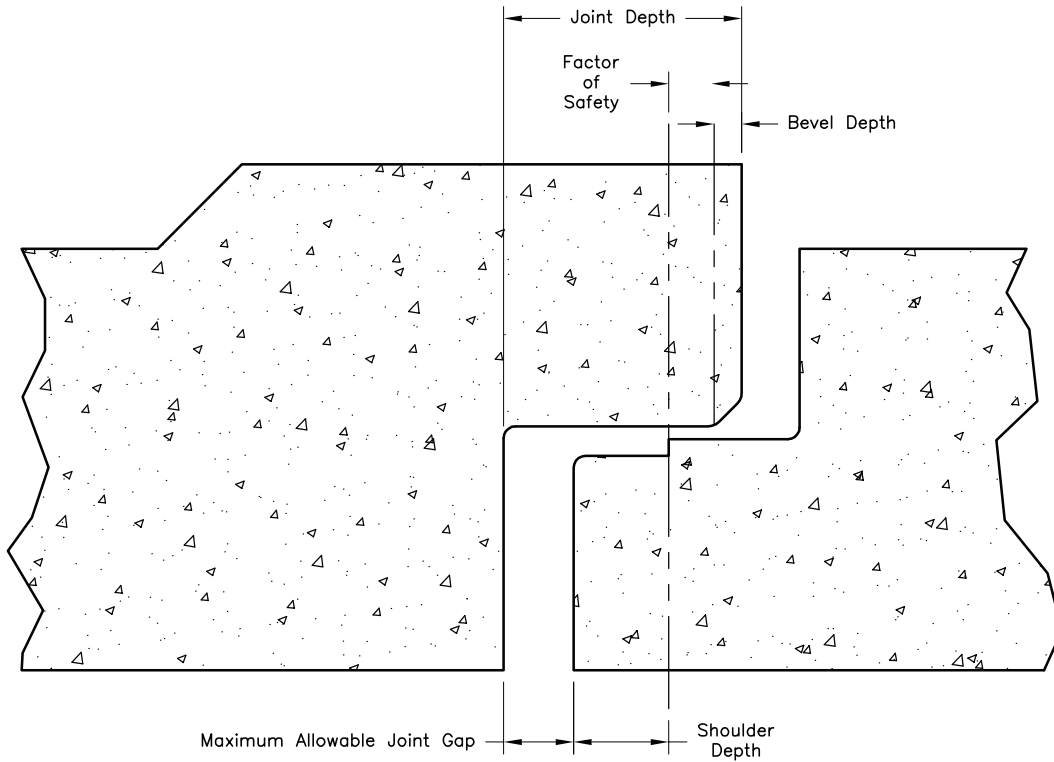 Joint Depth
Factor
of
Safety
Bevel Depth
Maximum Allowable Joint Gap
Shoulder
Depth